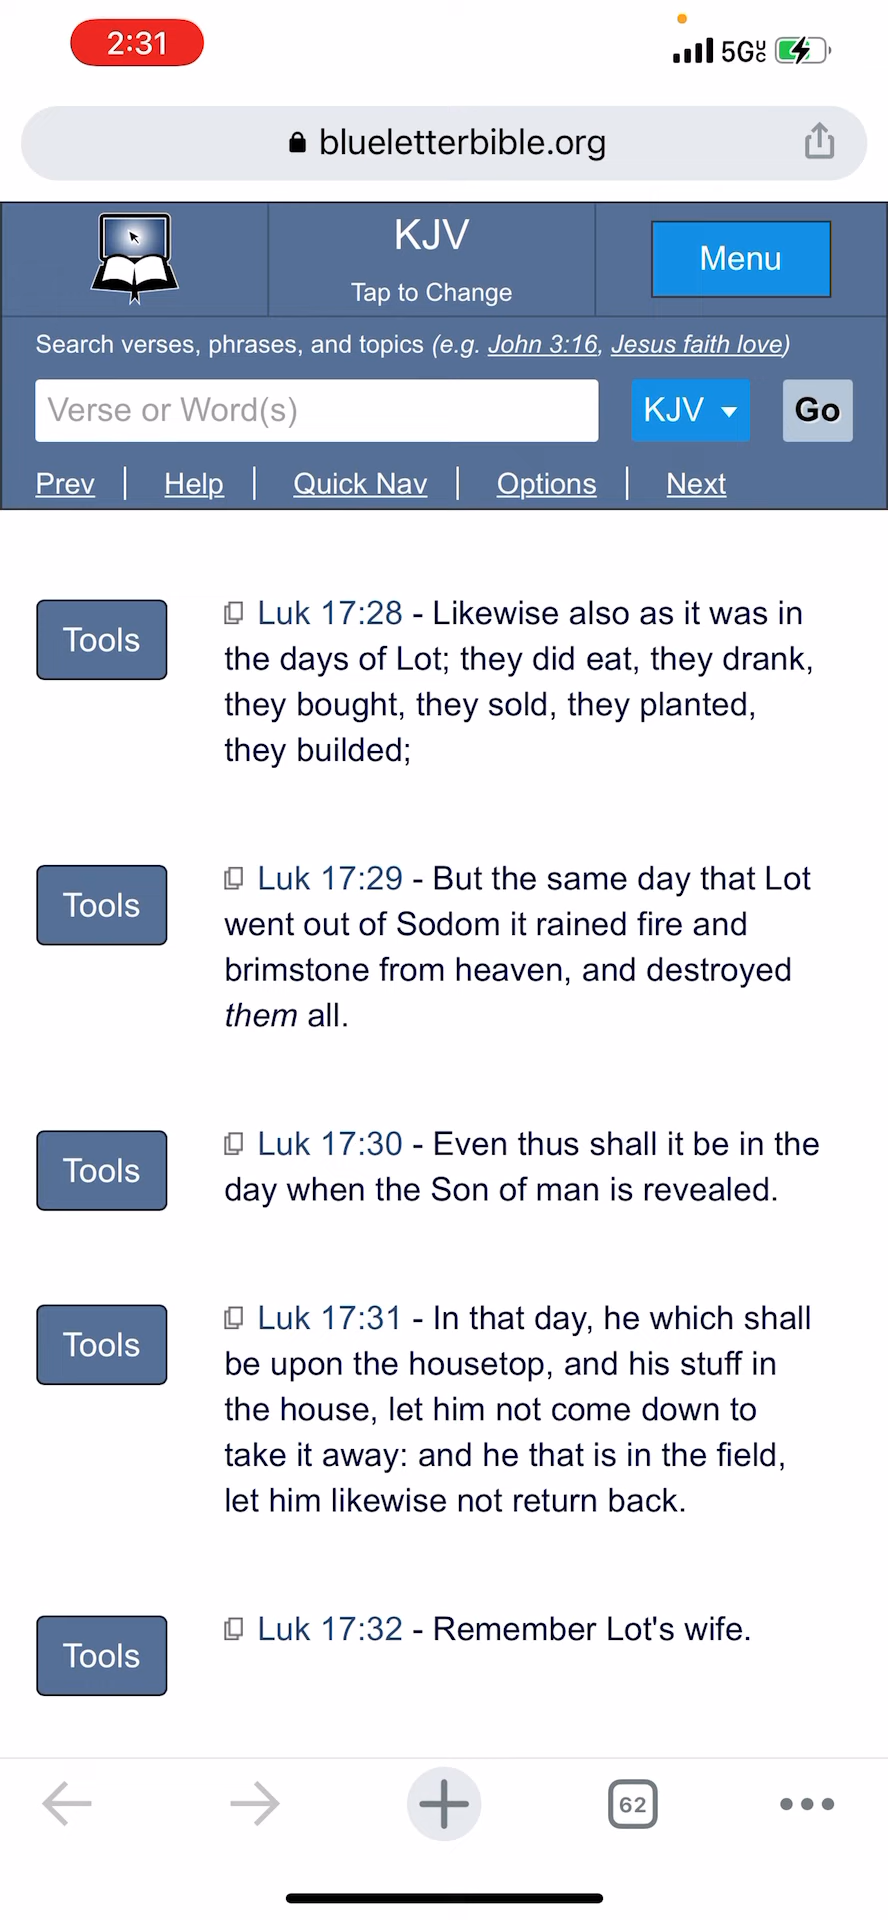 2:31
5GUC
blueletterbible.org
KJV
Tap to Change
Menu
Search verses, phrases, and topics (e.g. John 3:16, Jesus faith love)
Verse or Word(s)
KJV
Go
Prev | Help | Quick Nav | Options | Next
Tools
Luk 17:28 - Likewise also as it was in
the days of Lot; they did eat, they drank,
they bought, they sold, they planted,
they builded;
Tools
Luk 17:29 - But the same day that Lot
went out of Sodom it rained fire and
brimstone from heaven, and destroyed
them all.
Tools
Luk 17:30 - Even thus shall it be in the
day when the Son of man is revealed.
Tools
Luk 17:31 - In that day, he which shall
be upon the housetop, and his stuff in
the house, let him not come down to
take it away: and he that is in the field,
let him likewise not return back.
Tools
Luk 17:32 - Remember Lot's wife.
62